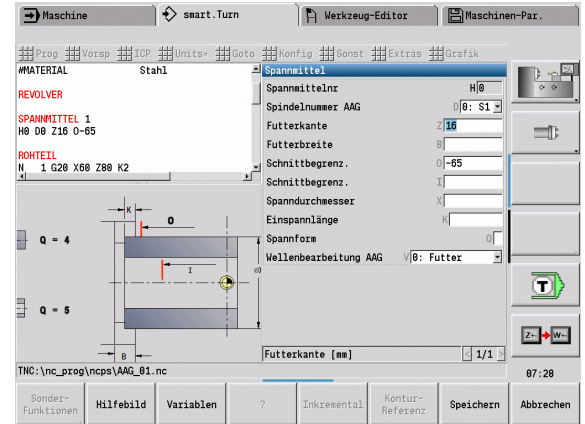 Maschine
smart.Turn
Werkzeug-Editor
Maschinen-Par.
Prog Vorsp ICP Units» Goto Konfig Sonst Extras Grafik
#MATERIAL Stahl
REVOLVER
SPANNMITTEL 1
H0 D0 Z16 O-65
ROHTEIL
N 1 G20 X60 Z80 K2
Spannmittel
Spannmittelnr H 0
Spindelnummer AAG D 0: S1
Futterkante Z 16
Futterbreite B
Schnittbegrenz. O -65
Schnittbegrenz. I
Spanndurchmesser X
Einspannlänge K
Spannform Q
Wellenbearbeitung AAG V 0: Futter
Futterkante [mm] < 1/1 >
K
O
Q = 4
I
Q = 5
B
T
Z+ W+
%
TNC:\nc_prog\ncps\AAG_01.nc
07:28
Sonder-
Funktionen
Hilfebild
Variablen
?
Inkremental
Kontur-
Referenz
Speichern
Abbrechen